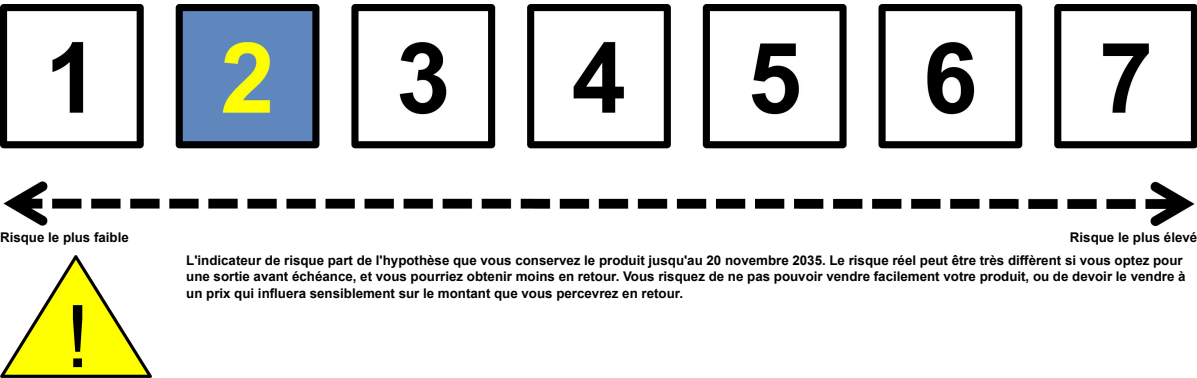 1 2 3 4 5 6 7
Risque le plus faible Risque le plus élevé
L'indicateur de risque part de l'hypothèse que vous conservez le produit jusqu'au 20 novembre 2035. Le risque réel peut être très diffèrent si vous optez pour
une sortie avant échéance, et vous pourriez obtenir moins en retour. Vous risquez de ne pas pouvoir vendre facilement votre produit, ou de devoir le vendre à
un prix qui influera sensiblement sur le montant que vous percevrez en retour.
!